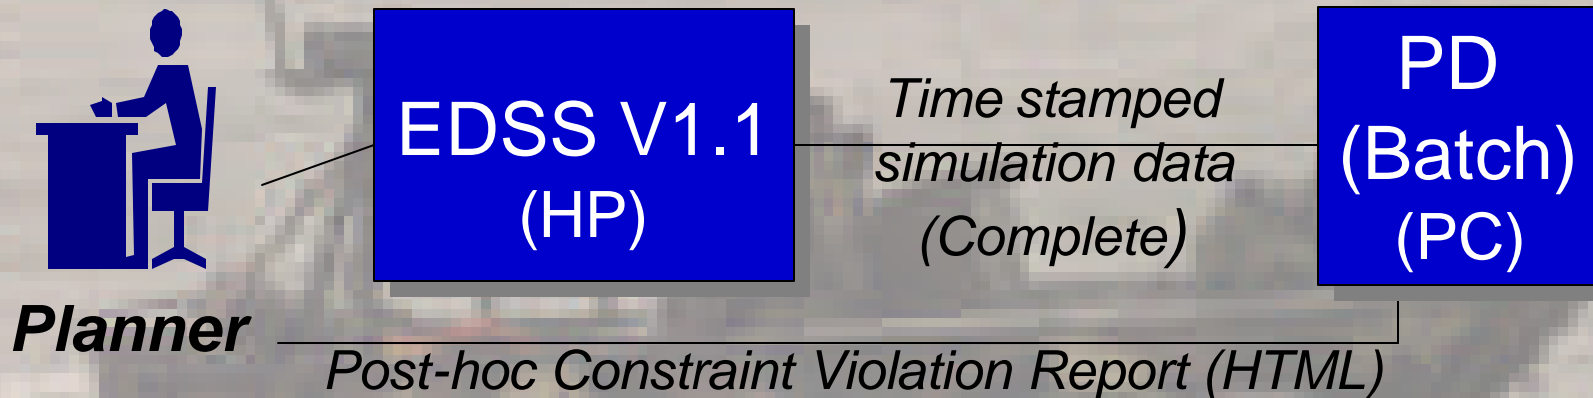 EDSS V1.1
(HP)
Time stamped
simulation data
(Complete)
PD
(Batch)
(PC)
Planner
Post-hoc Constraint Violation Report (HTML)